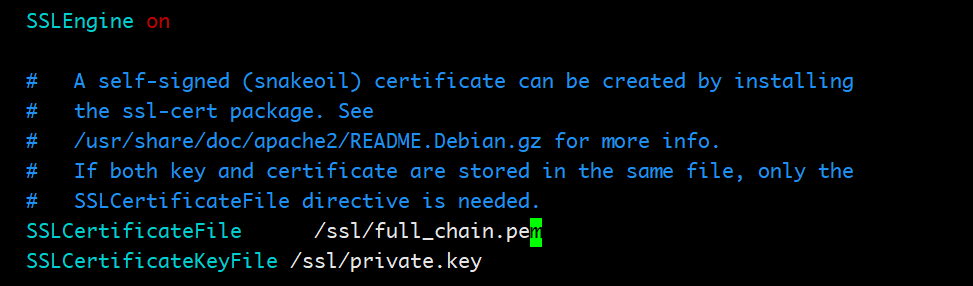 SSLEngine on
#   A self-signed (snakeoil) certificate can be created by installing
#   the ssl-cert package. See
#   /usr/share/doc/apache2/README.Debian.gz for more info.
#   If both key and certificate are stored in the same file, only the
#   SSLCertificateFile directive is needed.
SSLCertificateFile      /ssl/full_chain.pem
SSLCertificateKeyFile /ssl/private.key